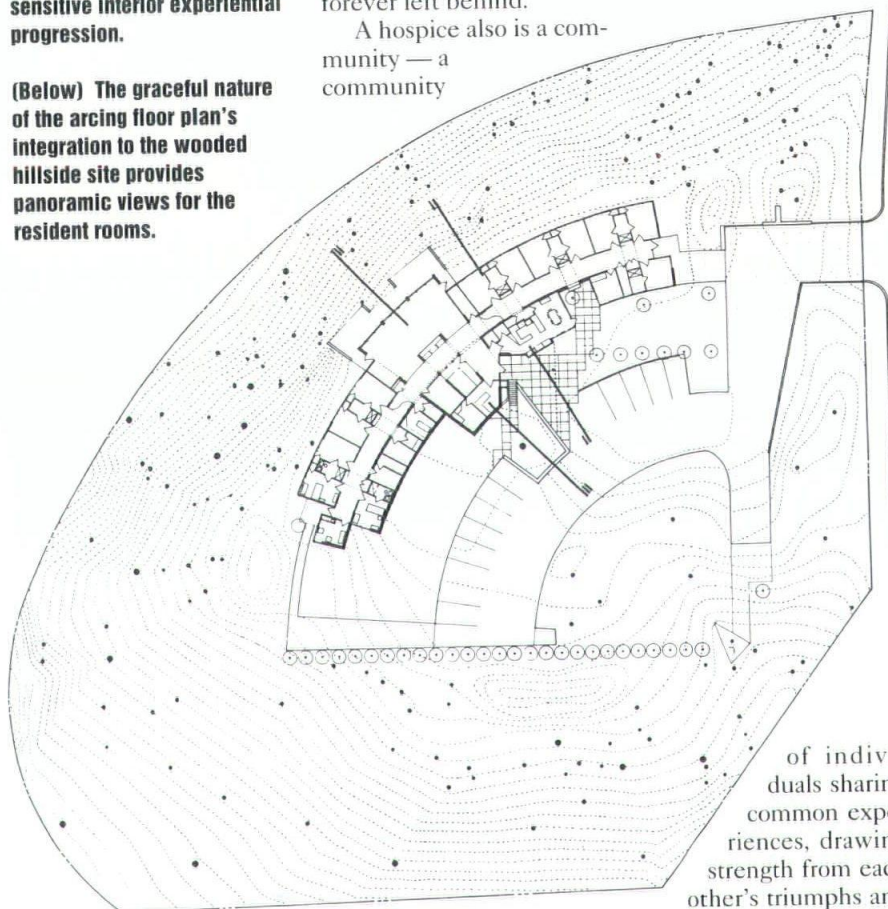 sensitive interior experiential
progression.
(Below) The graceful nature
of the arcing floor plan's
integration to the wooded
hillside site provides
panoramic views for the
resident rooms.
forever left behind.
A hospice also is a com-
munity — a
community
of indivi
duals sharin
common expe
riences, drawin
strength from eac
other's triumphs an